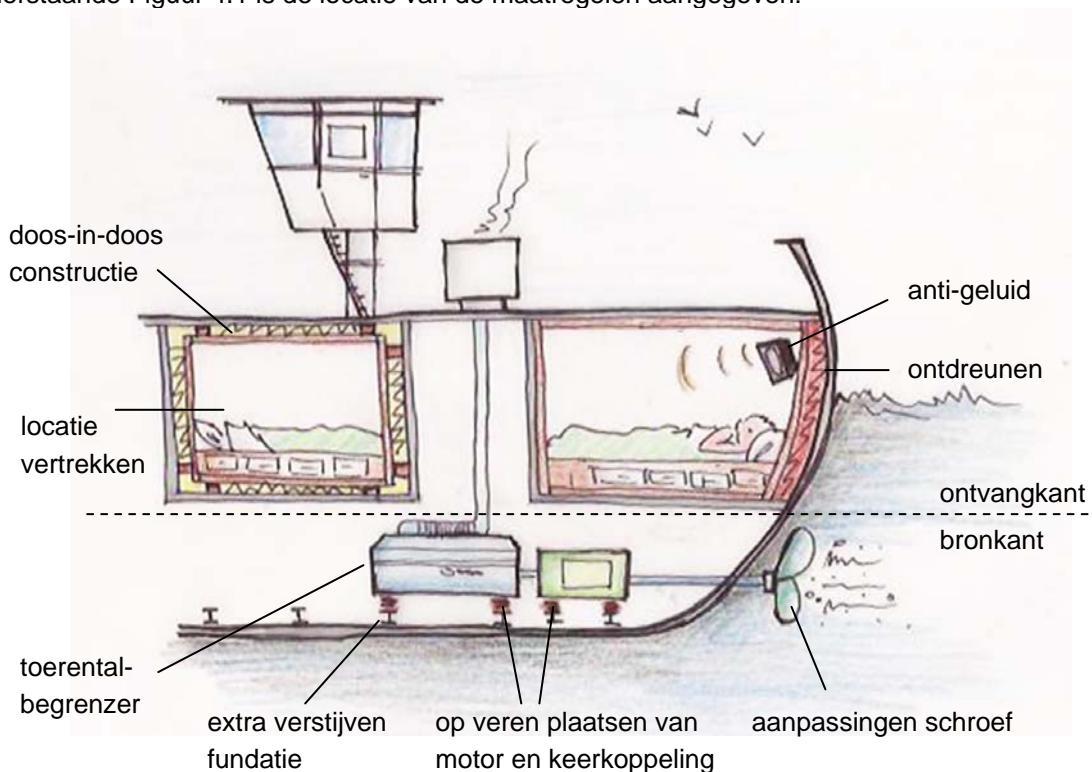 doos-in-doos
constructie
anti-geluid
ontdreunen
locatie
vertrekken
ontvangkant
bronkant
toerental-
begrenzer
extra verstijven
fundatie
op veren plaatsen van
motor en keerkoppeling
aanpassingen schroef